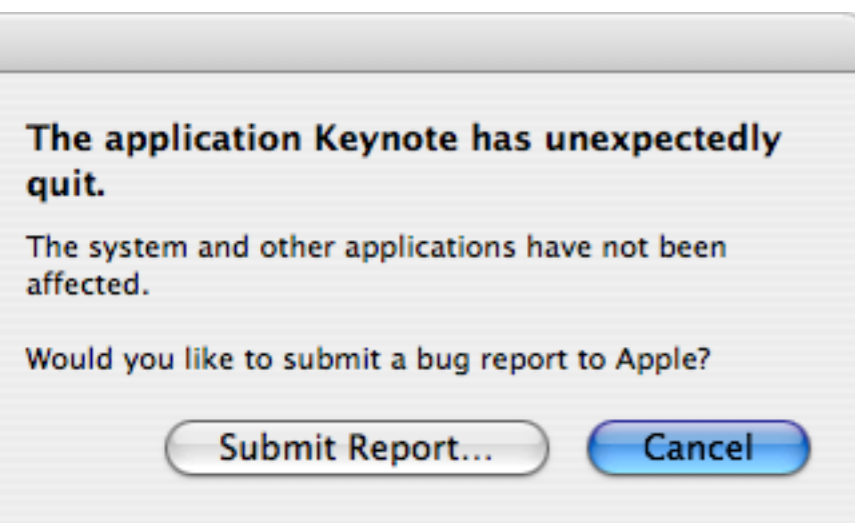 The application Keynote has unexpectedly
quit.
The system and other applications have not been
affected.
Would you like to submit a bug report to Apple?
Submit Report... Cancel